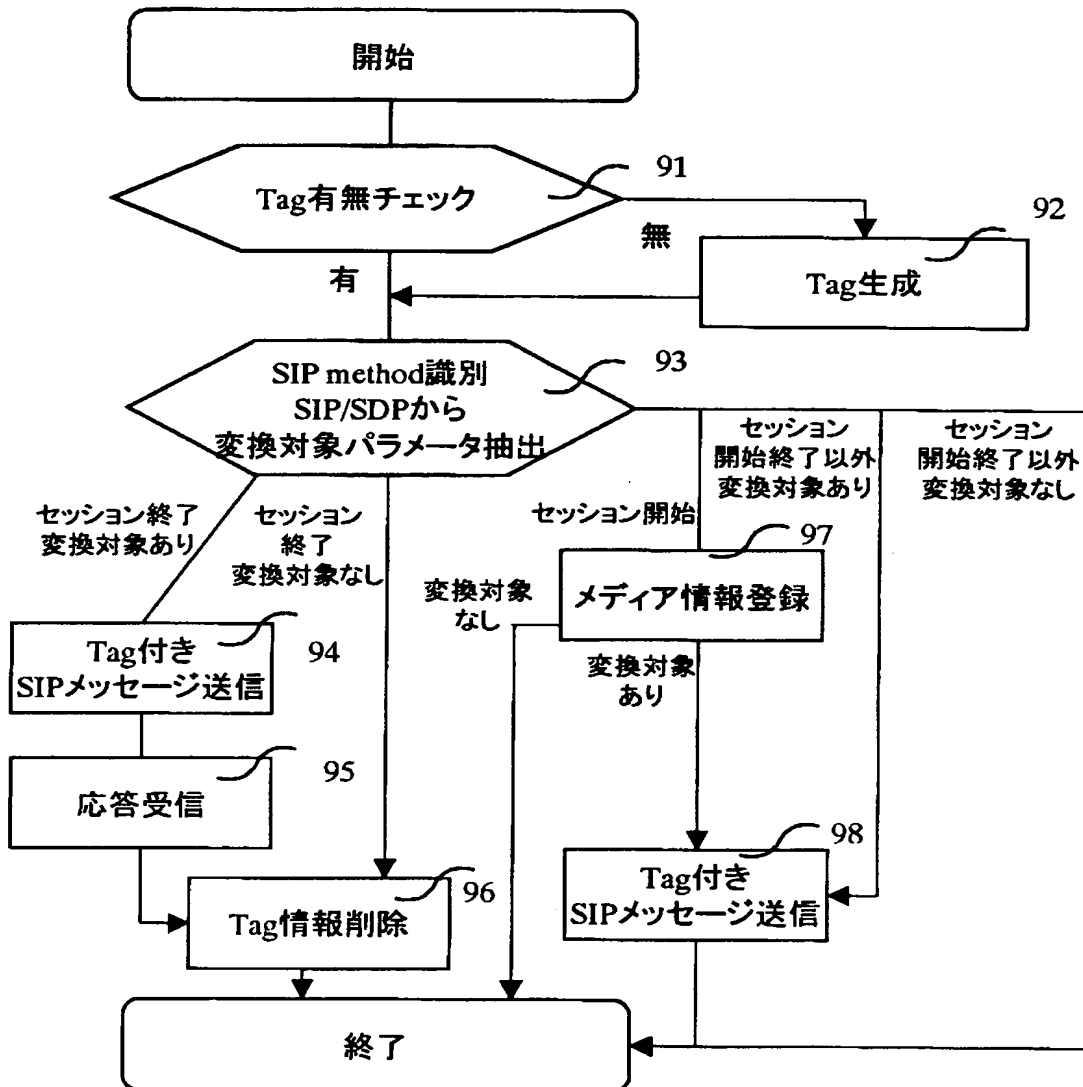 開始
Tag有無チェック
91
92
無
有
Tag生成
SIP method識別
SIP/SDPから
変換対象パラメータ抽出
93
セッション終了
変換対象あり
セッション
終了
変換対象なし
セッション開始
セッション
開始終了以外
変換対象あり
セッション
開始終了以外
変換対象なし
97
メディア情報登録
変換対象
なし
変換対象
あり
Tag付き
SIPメッセージ送信
94
応答受信
95
Tag情報削除
96
Tag付き
SIPメッセージ送信
98
終了